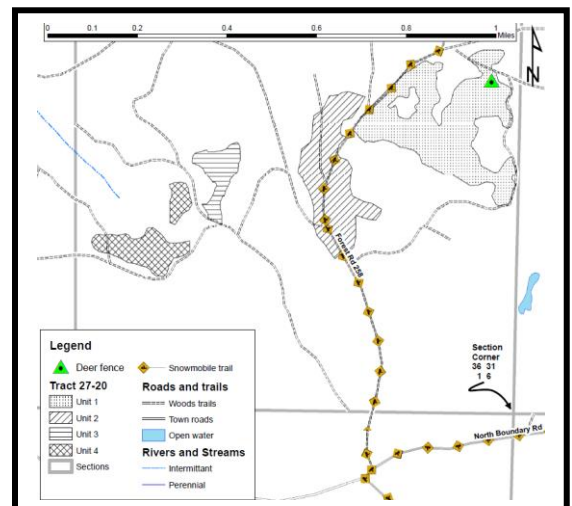 0 0.1 0.2 0.4 0.6 0.8 1
Miles
N
Forest Rd 258
Section
Corner
36 31
1 6
North Boundary Rd
Legend
Deer fence
Snowmobile trail
Tract 27-20
Unit 1
Unit 2
Unit 3
Unit 4
Sections
Roads and trails
Woods trails
Town roads
Open water
Rivers and Streams
Intermittant
Perennial